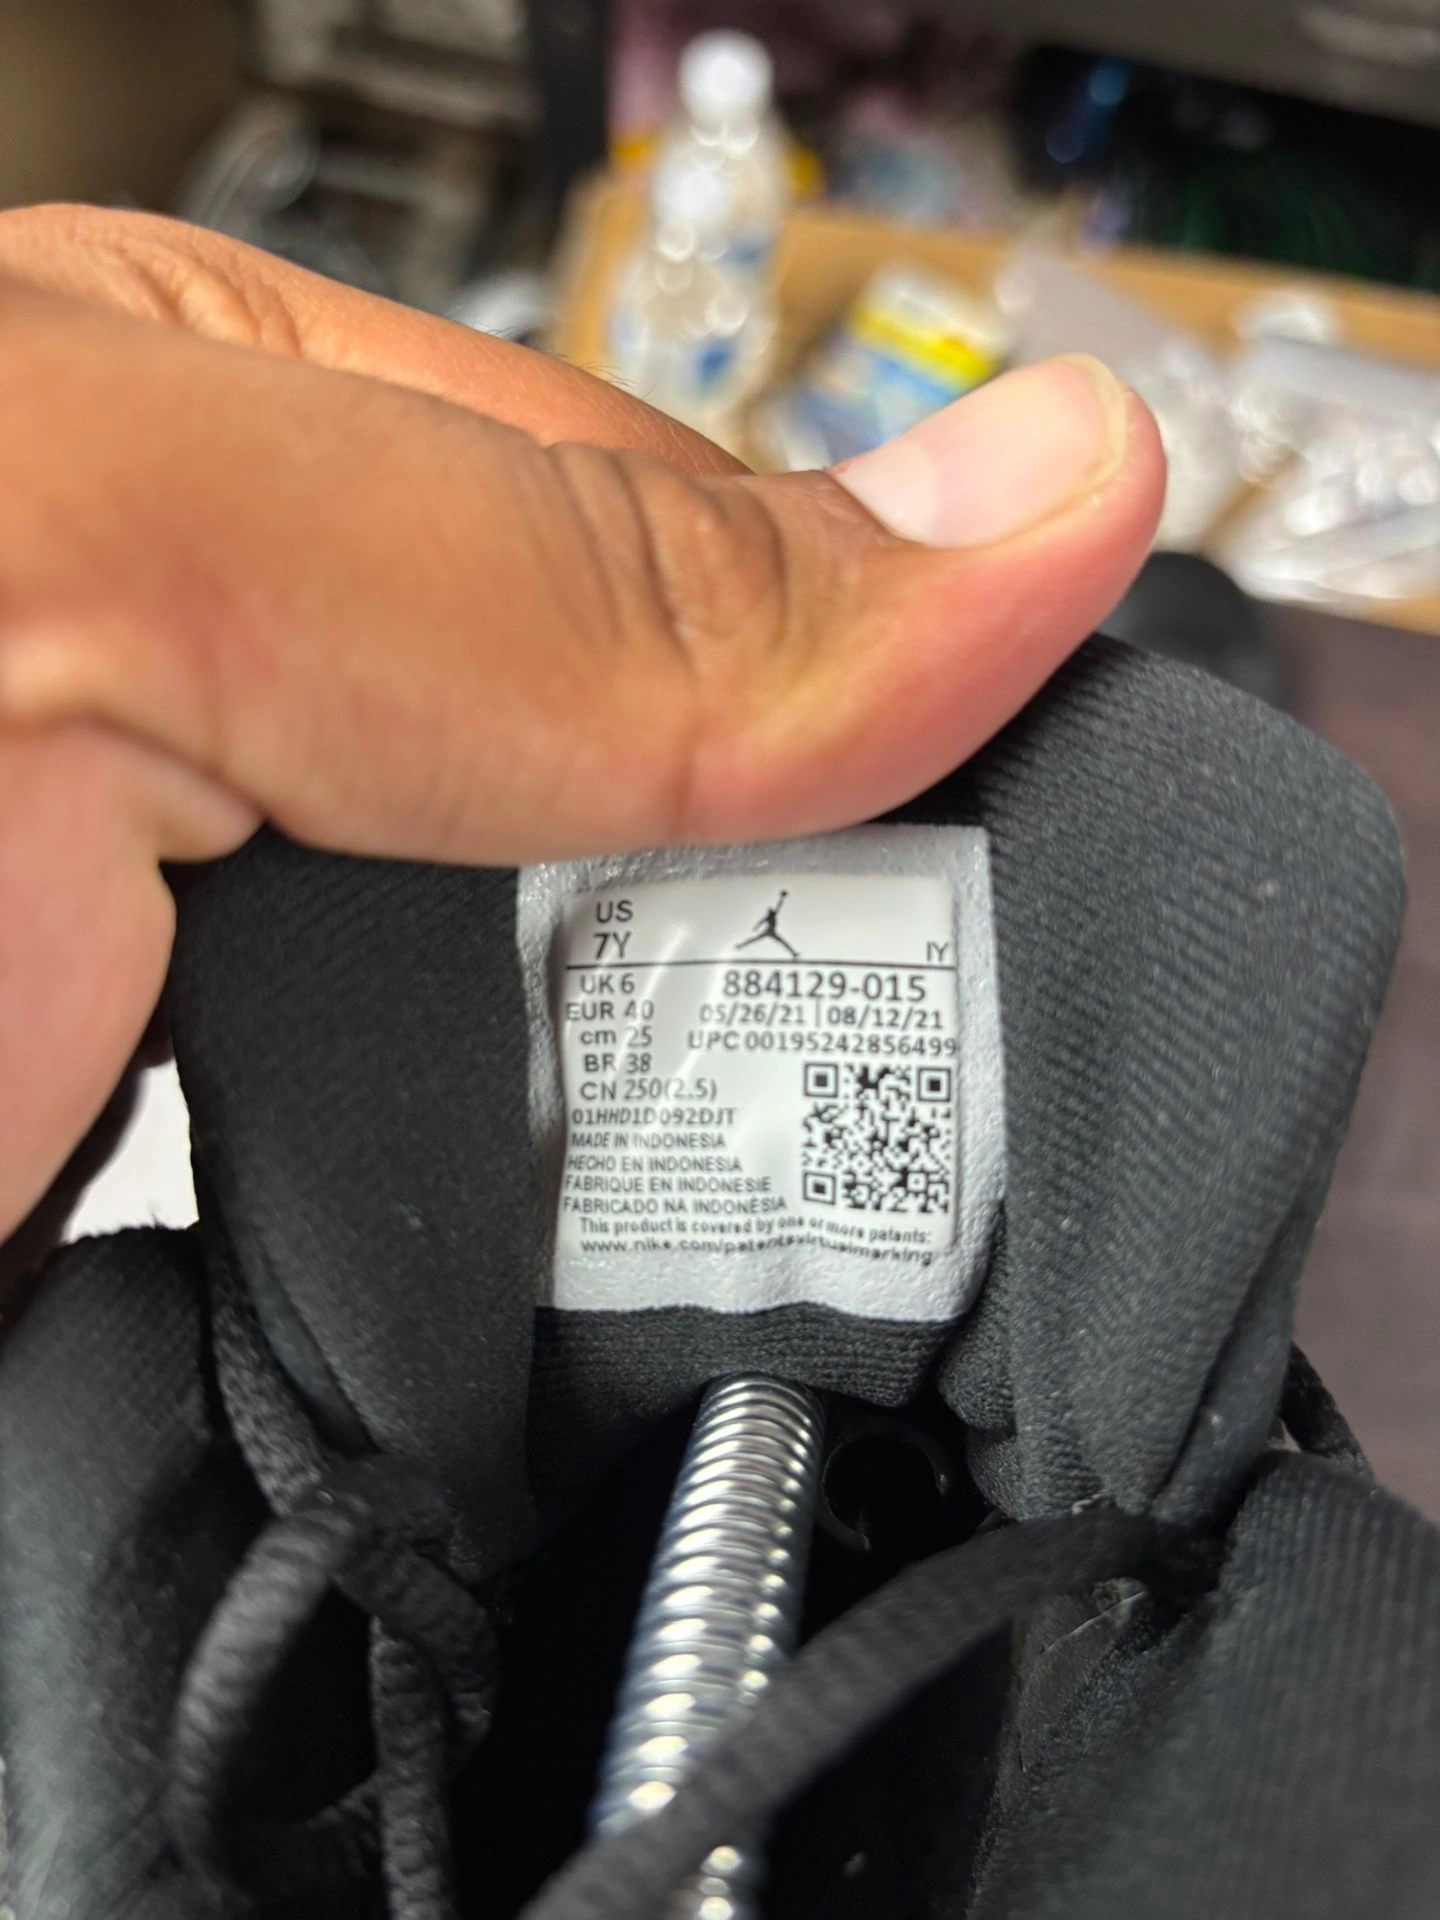 US
7Y
IY
UK 6
884129-015
EUR 40
05/26/21 | 08/12/21
cm 25
UPC 00195242856499
BR 38
CN 250(2.5)
01HHD1D092DJT
MADE IN INDONESIA
HECHO EN INDONESIA
FABRIQUE EN INDONESIE
FABRICADO NA INDONÉSIA
This product is covered by one or more patents:
www.nike.com/patentsvirtualmarking